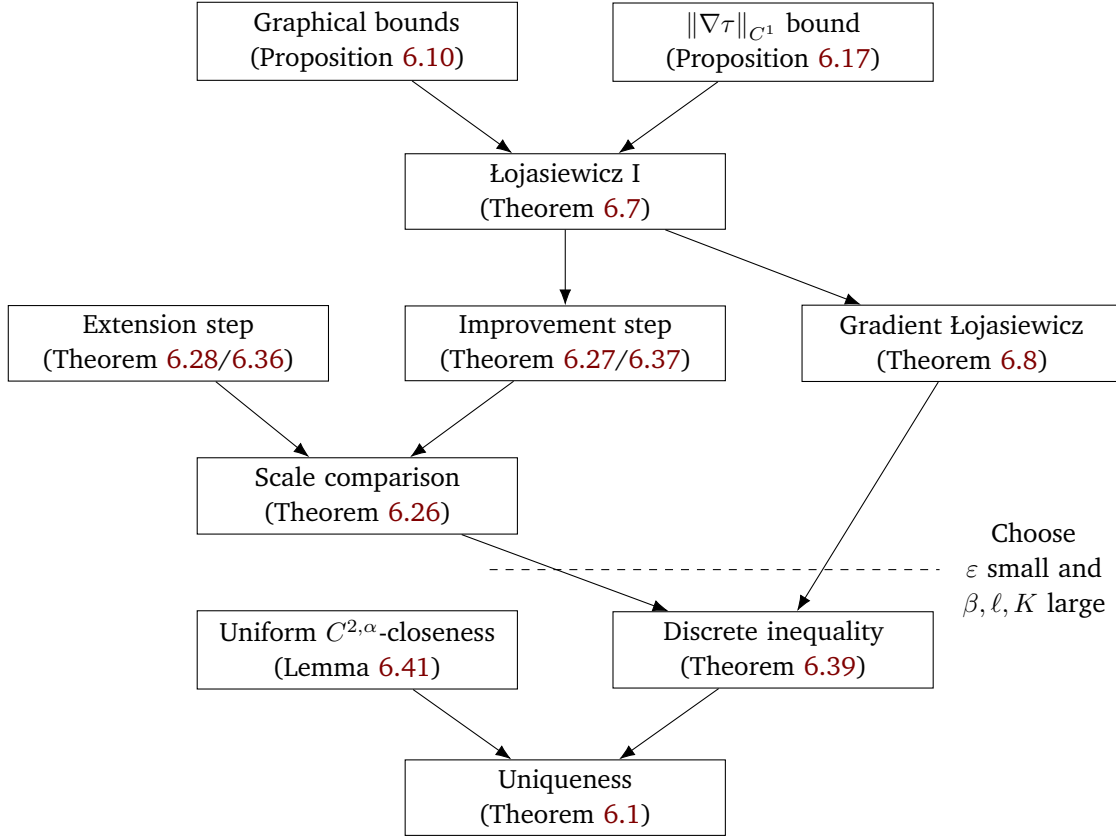 Graphical bounds
(Proposition 6.10)
‖∇τ‖_{C^1} bound
(Proposition 6.17)
Łojasiewicz I
(Theorem 6.7)
Extension step
(Theorem 6.28/6.36)
Improvement step
(Theorem 6.27/6.37)
Gradient Łojasiewicz
(Theorem 6.8)
Scale comparison
(Theorem 6.26)
Choose
ε small and
β, ℓ, K large
Uniform C^{2,α}-closeness
(Lemma 6.41)
Discrete inequality
(Theorem 6.39)
Uniqueness
(Theorem 6.1)